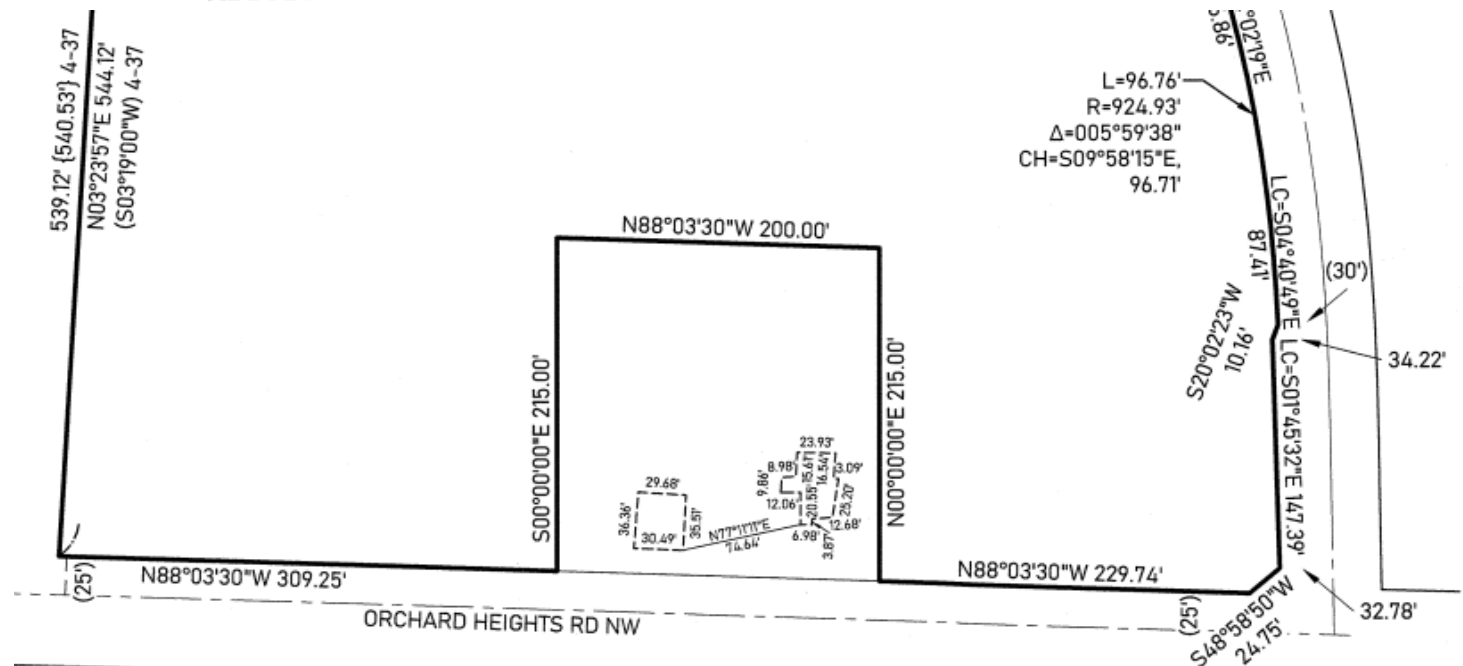 539.12' {540.53'} 4-37
N03°23'57"E 544.12'
(S03°19'00"W) 4-37
°02'19"E
.86'
L=96.76'
R=924.93'
Δ=005°59'38"
CH=S09°58'15"E,
96.71'
LC=S04°40'49"E
87.41'
(30')
S20°02'23"W
10.16'
34.22'
LC=S01°45'32"E 147.39'
N88°03'30"W 200.00'
S00°00'00"E 215.00'
N00°00'00"E 215.00'
23.93'
8.98'
15.61'
16.54'
3.09'
9.86'
12.06'
20.55'
25.20'
12.68'
6.98'
3.87'
29.68'
36.36'
35.51'
30.49'
N77°11'11"E
74.64'
N88°03'30"W 309.25'
N88°03'30"W 229.74'
(25')
(25')
S48°58'50"W
24.75'
32.78'
ORCHARD HEIGHTS RD NW